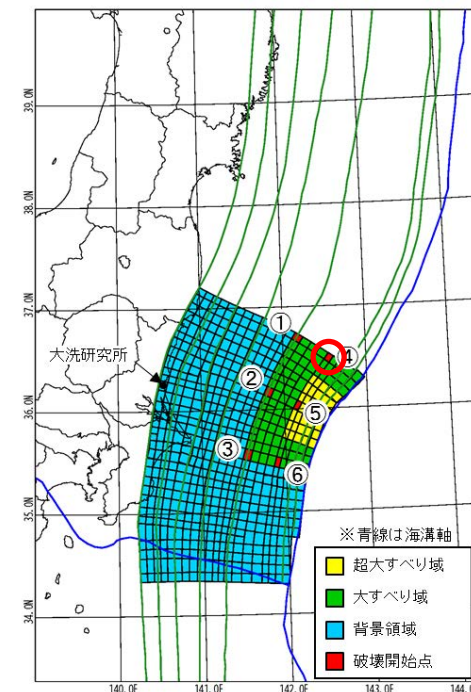 39.0N
38.0N
37.0N
①
④
大洗研究所
②
36.0N
⑤
③
⑥
35.0N
※青線は海溝軸
超大すべり域
大すべり域
背景領域
破壊開始点
34.0N
140.0E
141.0E
142.0E
143.0E
144.0